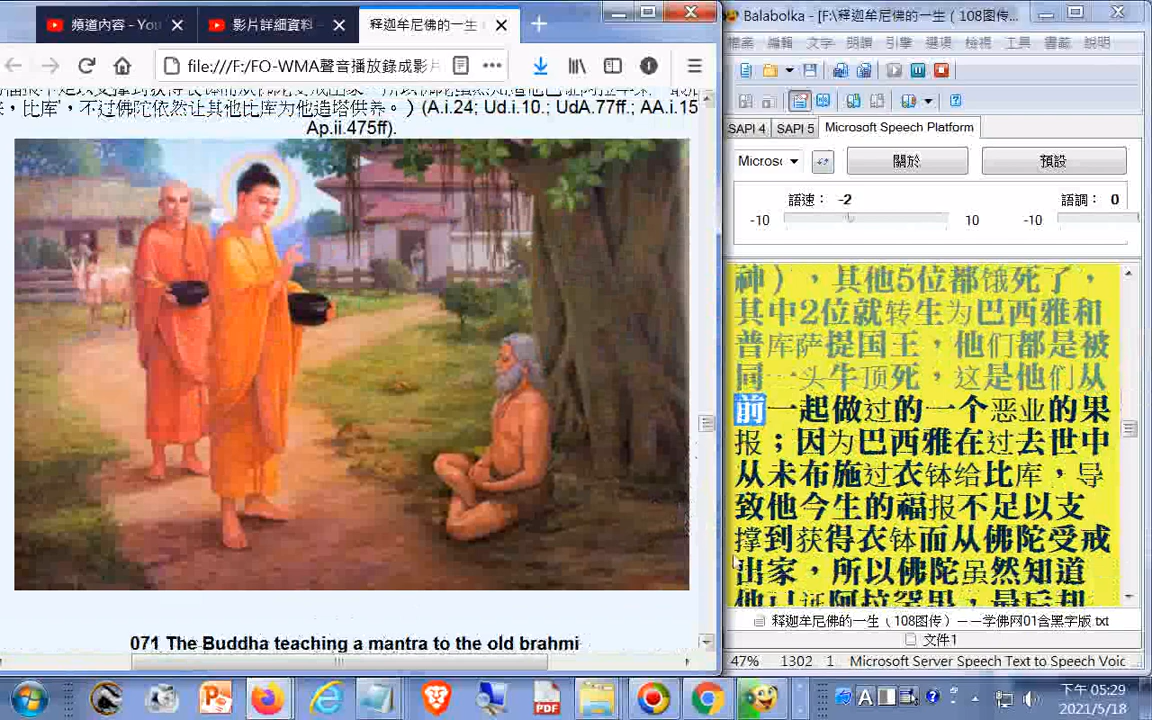 頻道內容 - You
影片詳細資料 -
释迦牟尼佛的一生 (
file:///F:/FO-WMA聲音播放錄成影片
，比库’，不过佛陀依然让其他比库为他造塔供养。) (A.i.24; Ud.i.10.; UdA.77ff.; AA.i.15
Ap.ii.475ff).
071 The Buddha teaching a mantra to the old brahmi
Balabolka - [F:\释迦牟尼佛的一生（108图传...
檔案 編輯 文字 朗讀 引擎 選項 檢視 工具 書籤 說明
SAPI 4 SAPI 5 Microsoft Speech Platform
Micros 關於 預設
語速： -2 語調： 0
-10 10 -10
神），其他5位都饿死了，
其中2位就转生为巴西雅和
普库萨提国王，他们都是被
同一头牛顶死，这是他们从
前一起做过的一个恶业的果
报；因为巴西雅在过去世中
从未布施过衣钵给比库，导
致他今生的福报不足以支
撑到获得衣钵而从佛陀受戒
出家，所以佛陀虽然知道
他已证阿拉罕果，最后却
释迦牟尼佛的一生（108图传）——学佛网01含黑字版.txt
文件1
47% 1302 1 Microsoft Server Speech Text to Speech Voic
下午 05:29
2021/5/18